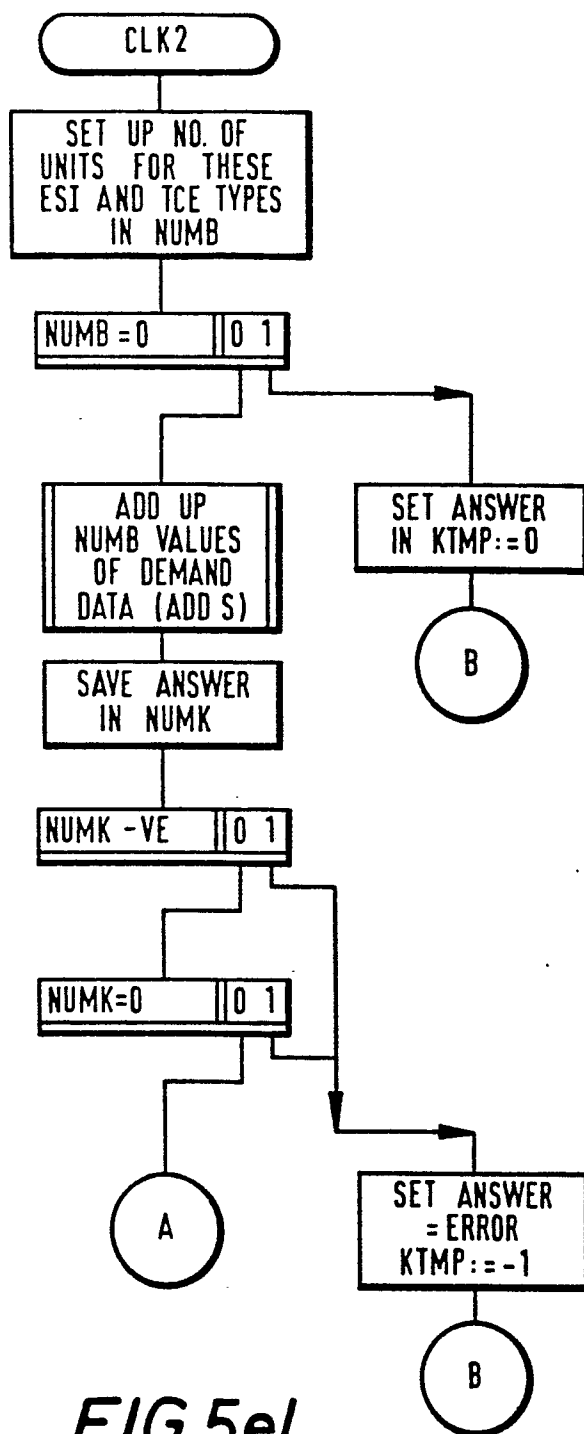 CLK2
SET UP NO. OF
UNITS FOR THESE
ESI AND TCE TYPES
IN NUMB
NUMB=0 0 1
ADD UP
NUMB VALUES
OF DEMAND
DATA (ADD S)
SET ANSWER
IN KTMP:=0
B
SAVE ANSWER
IN NUMK
NUMK -VE 0 1
NUMK=0 0 1
A
SET ANSWER
=ERROR
KTMP:=-1
B
FIG.5e1